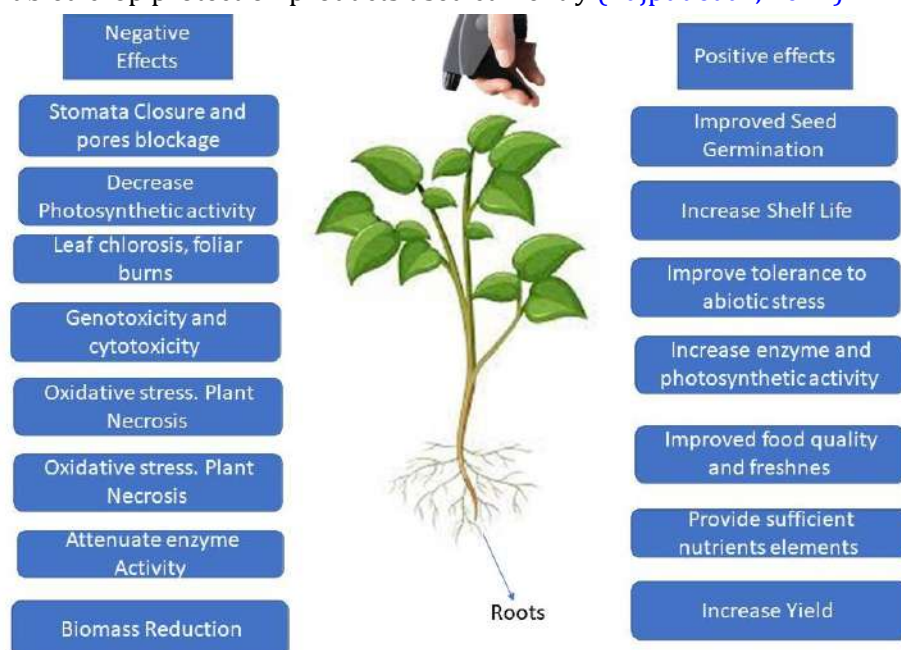 Negative
Effects
Stomata Closure and
pores blockage
Decrease
Photosynthetic activity
Leaf chlorosis, foliar
burns
Genotoxicity and
cytotoxicity
Oxidative stress. Plant
Necrosis
Oxidative stress. Plant
Necrosis
Attenuate enzyme
Activity
Biomass Reduction
Roots
Positive effects
Improved Seed
Germination
Increase Shelf Life
Improve tolerance to
abiotic stress
Increase enzyme and
photosynthetic activity
Improved food quality
and freshnes
Provide sufficient
nutrients elements
Increase Yield